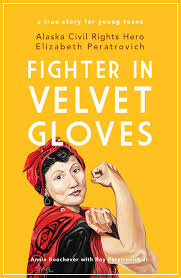 a true story for young teens
Alaska Civil Rights Hero
Elizabeth Peratrovich
FIGHTER IN
VELVET GLOVES
Annie Boochever with Roy Peratrovich Jr.